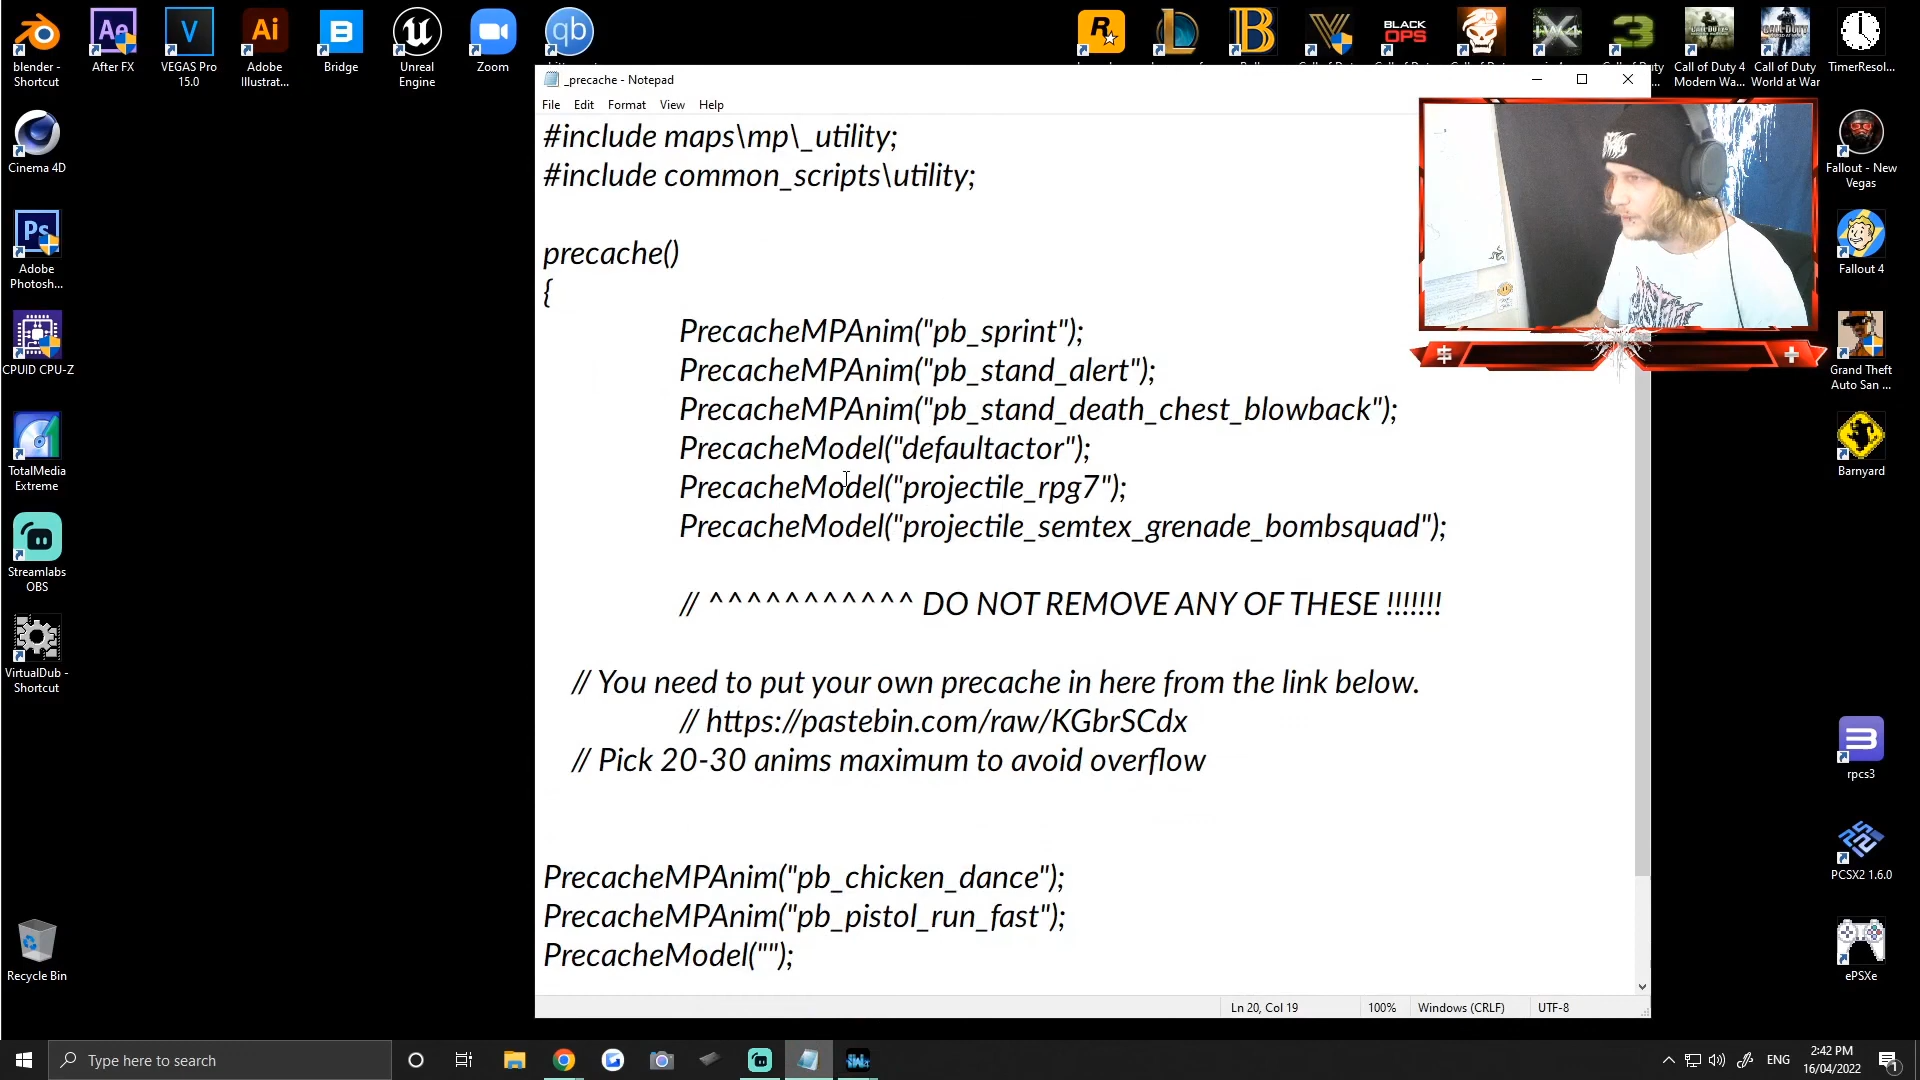 blender - Shortcut
After FX
VEGAS Pro 15.0
Adobe Illustrat...
Bridge
Unreal Engine
Zoom
BLACK OPS
Call of Duty 4 Modern Wa...
Call of Duty World at War
TimerResol...
_precache - Notepad
File Edit Format View Help
#include maps\mp\_utility;
#include common_scripts\utility;
precache()
{
PrecacheMPAnim("pb_sprint");
PrecacheMPAnim("pb_stand_alert");
PrecacheMPAnim("pb_stand_death_chest_blowback");
PrecacheModel("defaultactor");
PrecacheModel("projectile_rpg7");
PrecacheModel("projectile_semtex_grenade_bombsquad");
// ^^^^^^^^^^^ DO NOT REMOVE ANY OF THESE !!!!!!!
// You need to put your own precache in here from the link below.
// https://pastebin.com/raw/KGbrSCdx
// Pick 20-30 anims maximum to avoid overflow
PrecacheMPAnim("pb_chicken_dance");
PrecacheMPAnim("pb_pistol_run_fast");
PrecacheModel("");
Ln 20, Col 19
100%
Windows (CRLF)
UTF-8
Cinema 4D
Adobe Photosh...
CPUID CPU-Z
TotalMedia Extreme
Streamlabs OBS
VirtualDub - Shortcut
Recycle Bin
Fallout - New Vegas
Fallout 4
Grand Theft Auto San ...
Barnyard
rpcs3
PCSX2 1.6.0
ePSXe
Type here to search
ENG
2:42 PM
16/04/2022